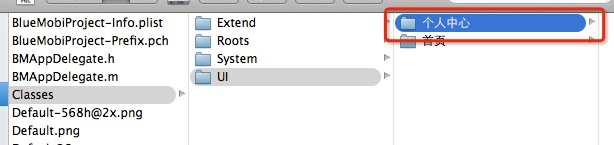 BlueMobiProject-Info.plist
BlueMobiProject-Prefix.pch
BMAppDelegate.h
BMAppDelegate.m
Classes
Default-568h@2x.png
Default.png
Extend
Roots
System
UI
个人中心
首页